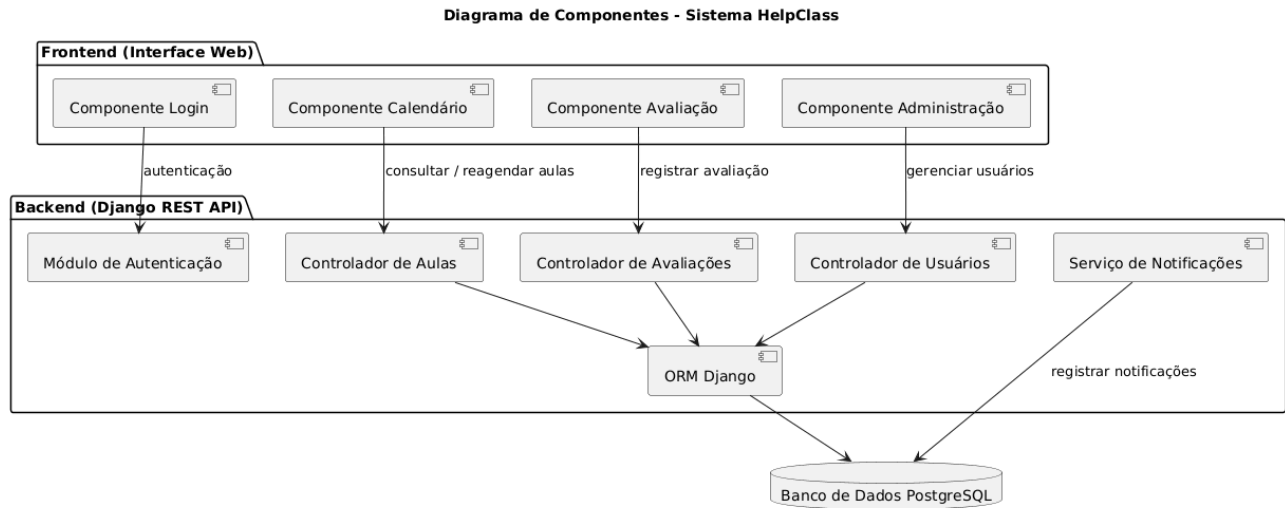 Diagrama de Componentes - Sistema HelpClass
Frontend (Interface Web)
Componente Login
Componente Calendário
Componente Avaliação
Componente Administração
autenticação
consultar / reagendar aulas
registrar avaliação
gerenciar usuários
Backend (Django REST API)
Módulo de Autenticação
Controlador de Aulas
Controlador de Avaliações
Controlador de Usuários
Serviço de Notificações
ORM Django
registrar notificações
Banco de Dados PostgreSQL